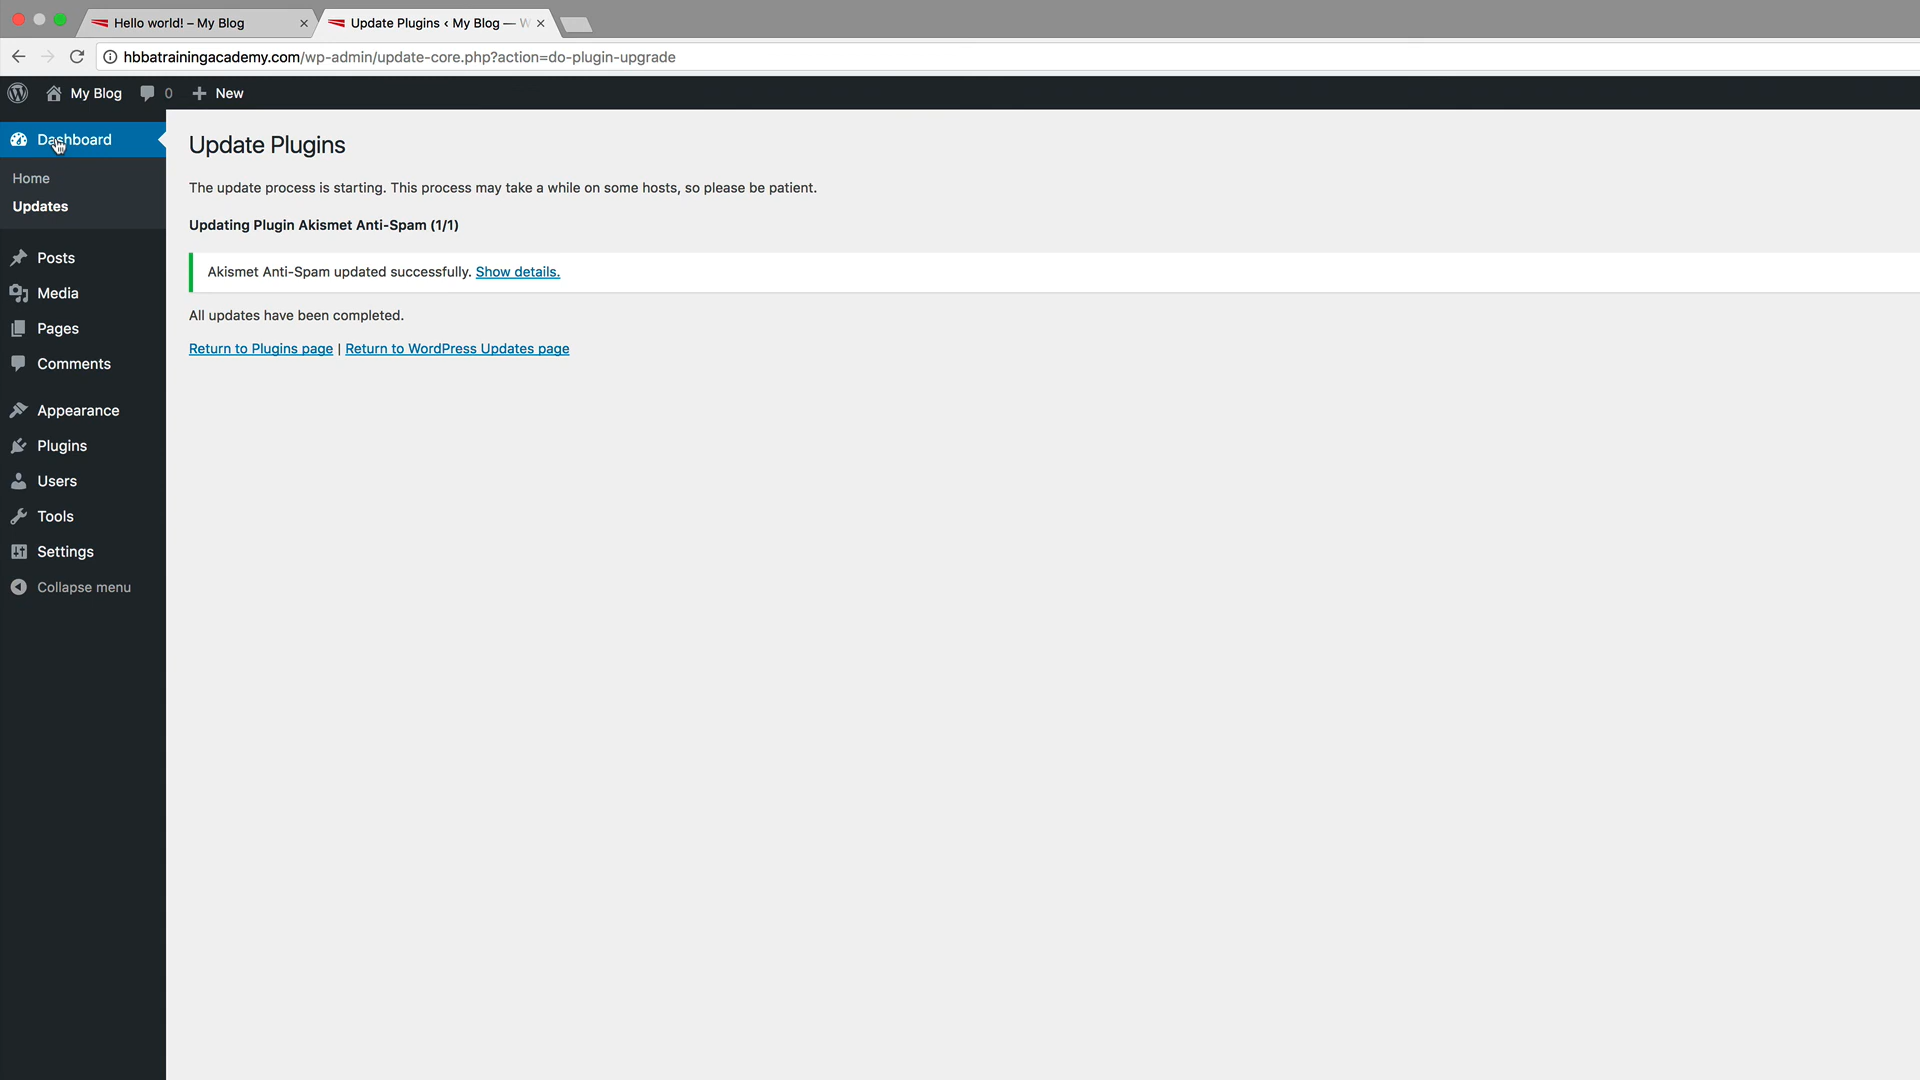 Hello world! – My Blog
Update Plugins ‹ My Blog — W
hbbatrainingacademy.com/wp-admin/update-core.php?action=do-plugin-upgrade
My Blog 0 New
Dashboard
Home
Updates
Posts
Media
Pages
Comments
Appearance
Plugins
Users
Tools
Settings
Collapse menu
Update Plugins
The update process is starting. This process may take a while on some hosts, so please be patient.
Updating Plugin Akismet Anti-Spam (1/1)
Akismet Anti-Spam updated successfully. Show details.
All updates have been completed.
Return to Plugins page | Return to WordPress Updates page